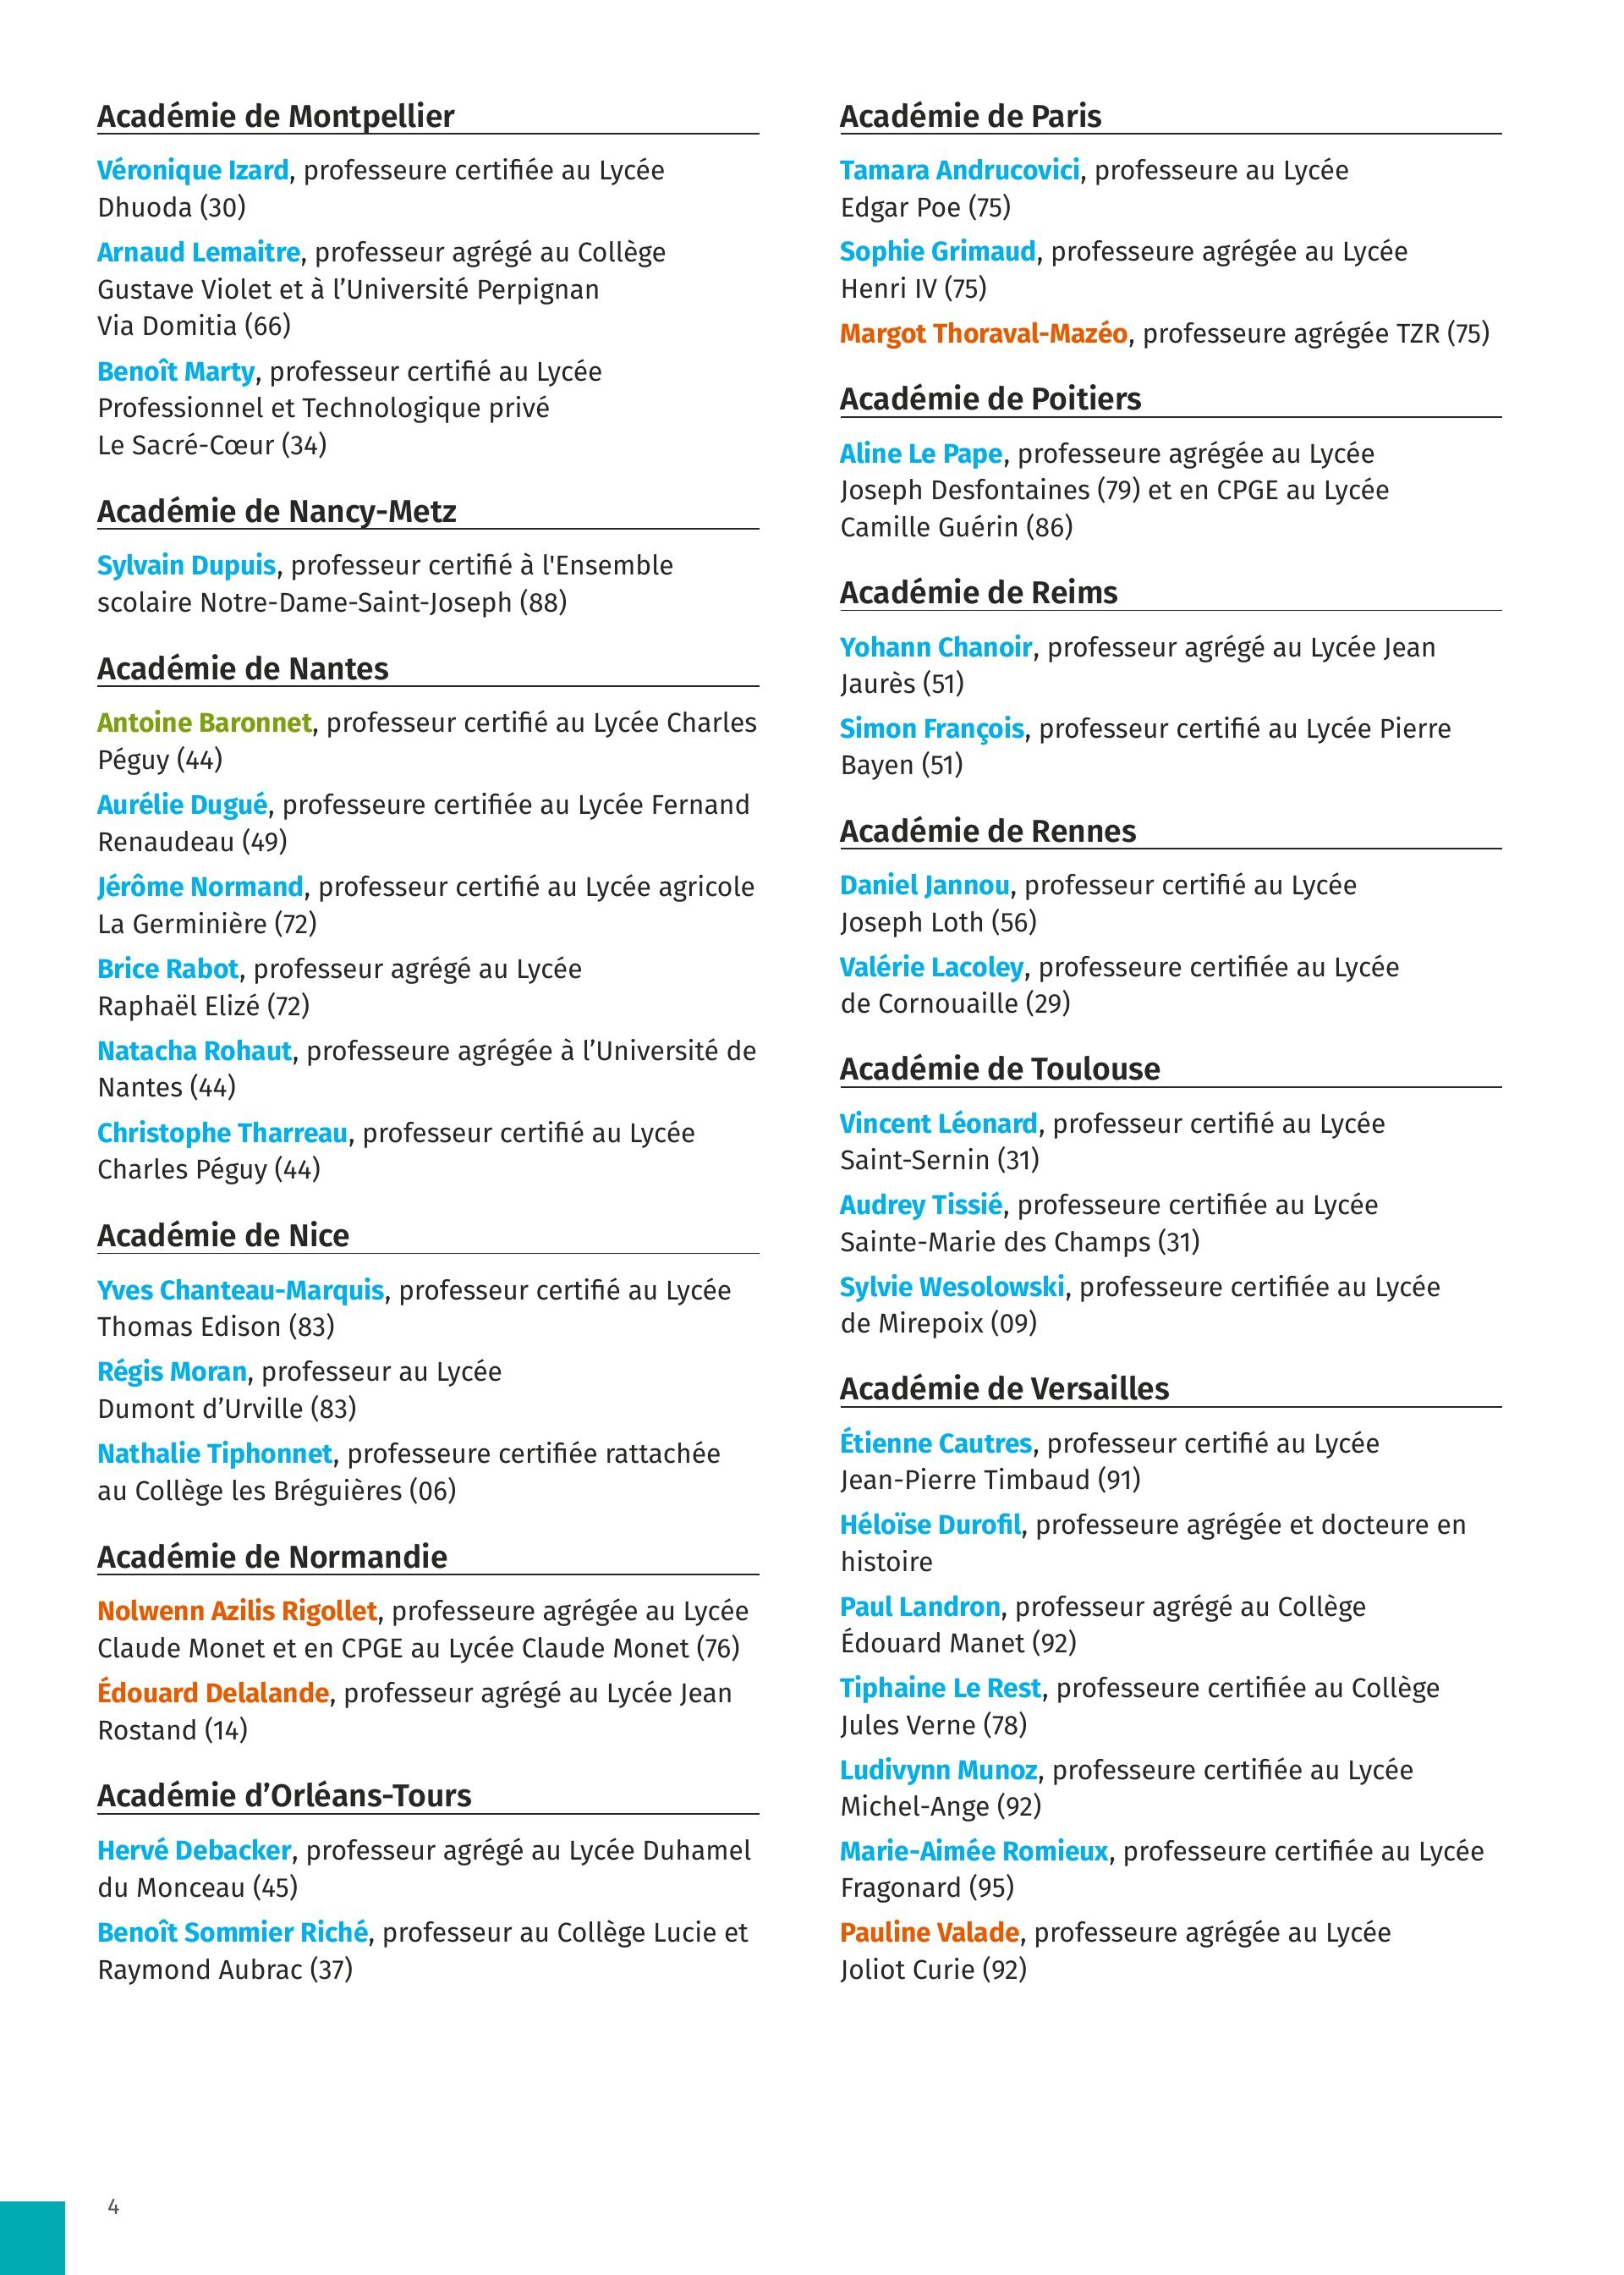 Académie de Montpellier
Véronique Izard, professeure certifiée au Lycée
Dhuoda (30)
Arnaud Lemaitre, professeur agrégé au Collège
Gustave Violet et à l’Université Perpignan
Via Domitia (66)
Benoît Marty, professeur certifié au Lycée
Professionnel et Technologique privé
Le Sacré-Cœur (34)
Académie de Nancy-Metz
Sylvain Dupuis, professeur certifié à l'Ensemble
scolaire Notre-Dame-Saint-Joseph (88)
Académie de Nantes
Antoine Baronnet, professeur certifié au Lycée Charles
Péguy (44)
Aurélie Dugué, professeure certifiée au Lycée Fernand
Renaudeau (49)
Jérôme Normand, professeur certifié au Lycée agricole
La Germinière (72)
Brice Rabot, professeur agrégé au Lycée
Raphaël Elizé (72)
Natacha Rohaut, professeure agrégée à l’Université de
Nantes (44)
Christophe Tharreau, professeur certifié au Lycée
Charles Péguy (44)
Académie de Nice
Yves Chanteau-Marquis, professeur certifié au Lycée
Thomas Edison (83)
Régis Moran, professeur au Lycée
Dumont d’Urville (83)
Nathalie Tiphonnet, professeure certifiée rattachée
au Collège les Bréguières (06)
Académie de Normandie
Nolwenn Azilis Rigollet, professeure agrégée au Lycée
Claude Monet et en CPGE au Lycée Claude Monet (76)
Édouard Delalande, professeur agrégé au Lycée Jean
Rostand (14)
Académie d’Orléans-Tours
Hervé Debacker, professeur agrégé au Lycée Duhamel
du Monceau (45)
Benoît Sommier Riché, professeur au Collège Lucie et
Raymond Aubrac (37)
Académie de Paris
Tamara Andrucovici, professeure au Lycée
Edgar Poe (75)
Sophie Grimaud, professeure agrégée au Lycée
Henri IV (75)
Margot Thoraval-Mazéo, professeure agrégée TZR (75)
Académie de Poitiers
Aline Le Pape, professeure agrégée au Lycée
Joseph Desfontaines (79) et en CPGE au Lycée
Camille Guérin (86)
Académie de Reims
Yohann Chanoir, professeur agrégé au Lycée Jean
Jaurès (51)
Simon François, professeur certifié au Lycée Pierre
Bayen (51)
Académie de Rennes
Daniel Jannou, professeur certifié au Lycée
Joseph Loth (56)
Valérie Lacoley, professeure certifiée au Lycée
de Cornouaille (29)
Académie de Toulouse
Vincent Léonard, professeur certifié au Lycée
Saint-Sernin (31)
Audrey Tissié, professeure certifiée au Lycée
Sainte-Marie des Champs (31)
Sylvie Wesolowski, professeure certifiée au Lycée
de Mirepoix (09)
Académie de Versailles
Étienne Cautres, professeur certifié au Lycée
Jean-Pierre Timbaud (91)
Héloïse Durofil, professeure agrégée et docteure en
histoire
Paul Landron, professeur agrégé au Collège
Édouard Manet (92)
Tiphaine Le Rest, professeure certifiée au Collège
Jules Verne (78)
Ludivynn Munoz, professeure certifiée au Lycée
Michel-Ange (92)
Marie-Aimée Romieux, professeure certifiée au Lycée
Fragonard (95)
Pauline Valade, professeure agrégée au Lycée
Joliot Curie (92)
4